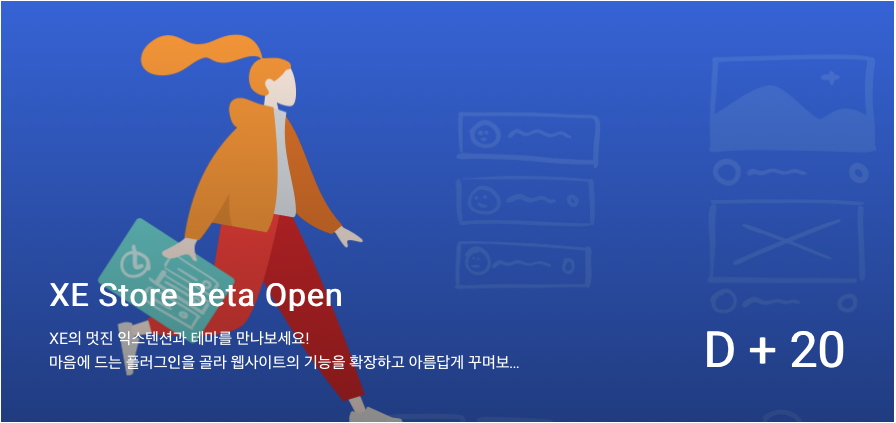 XE Store Beta Open
XE의 멋진 익스텐션과 테마를 만나보세요!
마음에 드는 플러그인을 골라 웹사이트의 기능을 확장하고 아름답게 꾸며보...
D + 20